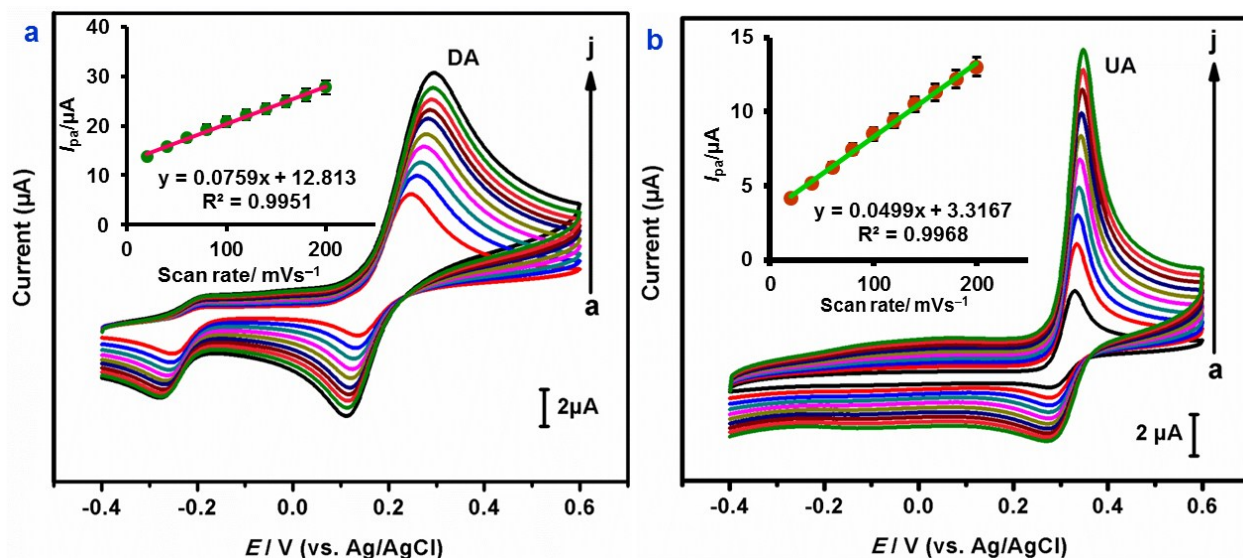 a
40
30
20
10
0
I_pa/µA
y = 0.0759x + 12.813
R² = 0.9951
0 100 200
Scan rate/ mVs⁻¹
DA
j
a
2µA
Current (µA)
-0.4 -0.2 0.0 0.2 0.4 0.6
E / V (vs. Ag/AgCl)
b
15
10
5
0
I_pa/µA
y = 0.0499x + 3.3167
R² = 0.9968
0 100 200
Scan rate/ mVs⁻¹
UA
j
a
2 µA
Current (µA)
-0.4 -0.2 0.0 0.2 0.4 0.6
E / V (vs. Ag/AgCl)